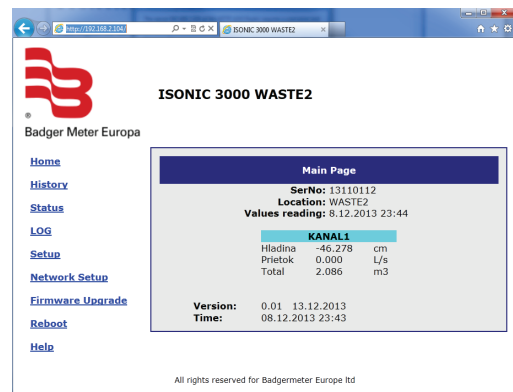 http://192.168.2.104/
ISONIC 3000 WASTE2
ISONIC 3000 WASTE2
®
Badger Meter Europa
Home
History
Status
LOG
Setup
Network Setup
Firmware Upgrade
Reboot
Help
Main Page
SerNo: 13110112
Location: WASTE2
Values reading: 8.12.2013 23:44
KANAL1
Hladina -46.278 cm
Prietok 0.000 L/s
Total 2.086 m3
Version: 0.01 13.12.2013
Time: 08.12.2013 23:43
All rights reserved for Badgermeter Europe ltd